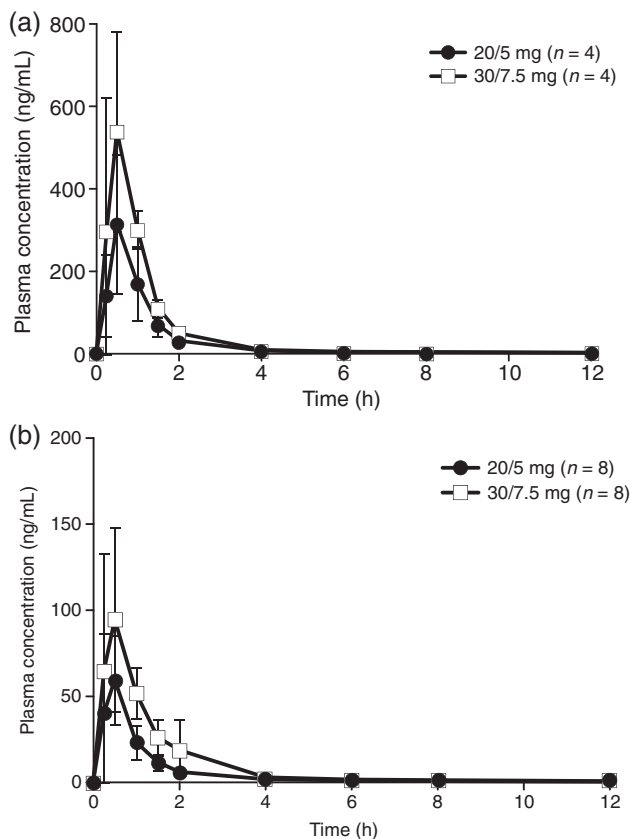 (a)
800
600
400
200
0
Plasma concentration (ng/mL)
20/5 mg (n = 4)
30/7.5 mg (n = 4)
0 2 4 6 8 10 12
Time (h)
(b)
200
150
100
50
0
Plasma concentration (ng/mL)
20/5 mg (n = 8)
30/7.5 mg (n = 8)
0 2 4 6 8 10 12
Time (h)